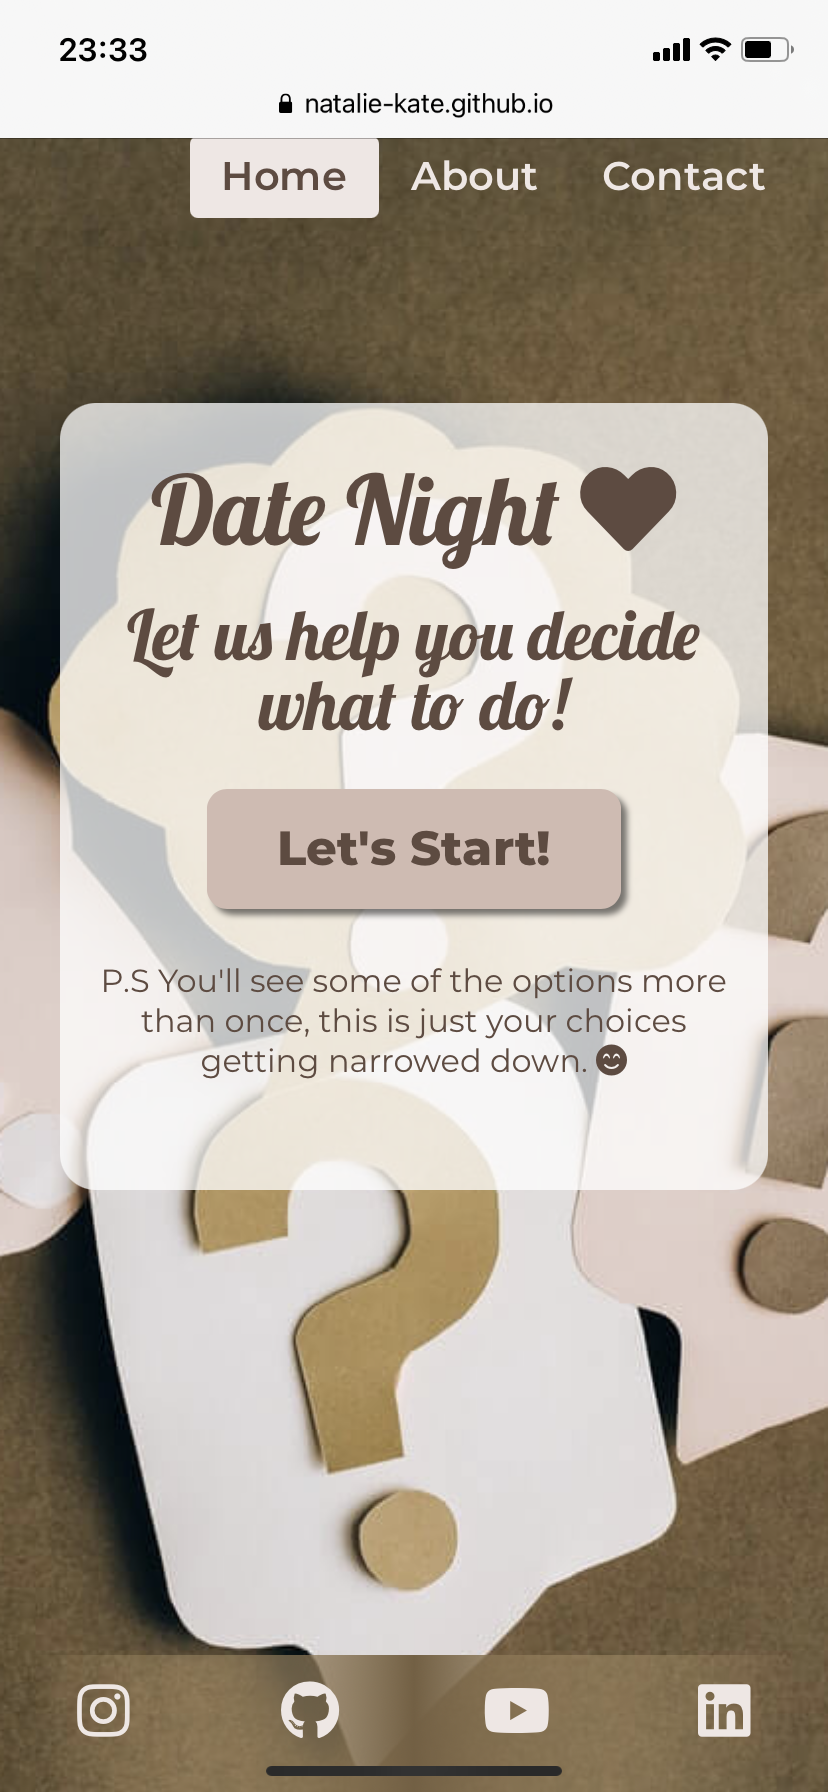 23:33
natalie-kate.github.io
Home About Contact
Date Night
Let us help you decide
what to do!
Let's Start!
P.S You'll see some of the options more
than once, this is just your choices
getting narrowed down. 😊
?
?
in